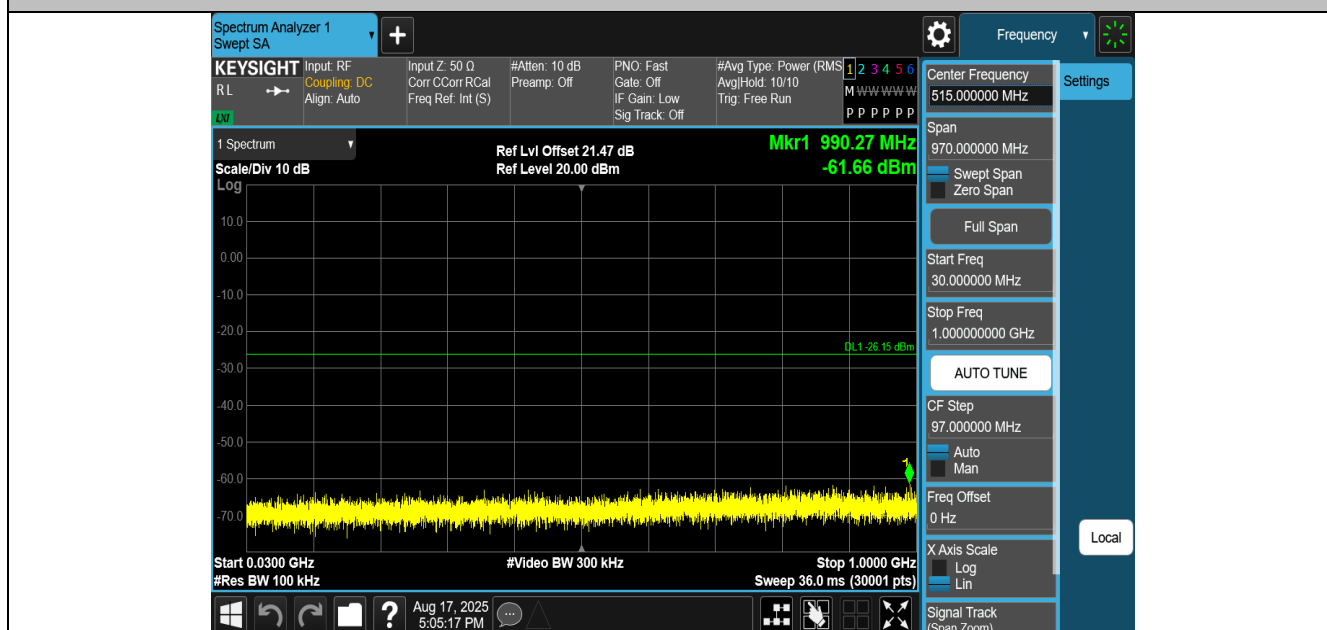 Spectrum Analyzer 1
Swept SA
Frequency
KEYSIGHT
R L
LXI
Input: RF
Coupling: DC
Align: Auto
Input Z: 50 Ω
Corr CCorr RCal
Freq Ref: Int (S)
#Atten: 10 dB
Preamp: Off
PNO: Fast
Gate: Off
IF Gain: Low
Sig Track: Off
#Avg Type: Power (RMS
Avg|Hold: 10/10
Trig: Free Run
1 2 3 4 5 6
M W W W W W
P P P P P P
1 Spectrum
Scale/Div 10 dB
Ref Lvl Offset 21.47 dB
Ref Level 20.00 dBm
Mkr1 990.27 MHz
-61.66 dBm
Log
10.0
0.00
-10.0
-20.0
DL1 -26.15 dBm
-30.0
-40.0
-50.0
1
-60.0
-70.0
Start 0.0300 GHz
#Video BW 300 kHz
Stop 1.0000 GHz
#Res BW 100 kHz
Sweep 36.0 ms (30001 pts)
Aug 17, 2025
5:05:17 PM
?
Center Frequency
515.000000 MHz
Settings
Span
970.000000 MHz
Swept Span
Zero Span
Full Span
Start Freq
30.000000 MHz
Stop Freq
1.000000000 GHz
AUTO TUNE
CF Step
97.000000 MHz
Auto
Man
Freq Offset
0 Hz
X Axis Scale
Log
Lin
Local
Signal Track
(Span Zoom)